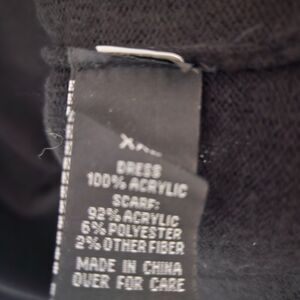 DRESS
100% ACRYLIC
SCARF:
92% ACRYLIC
6% POLYESTER
2% OTHER FIBER
MADE IN CHINA
OVER FOR CARE